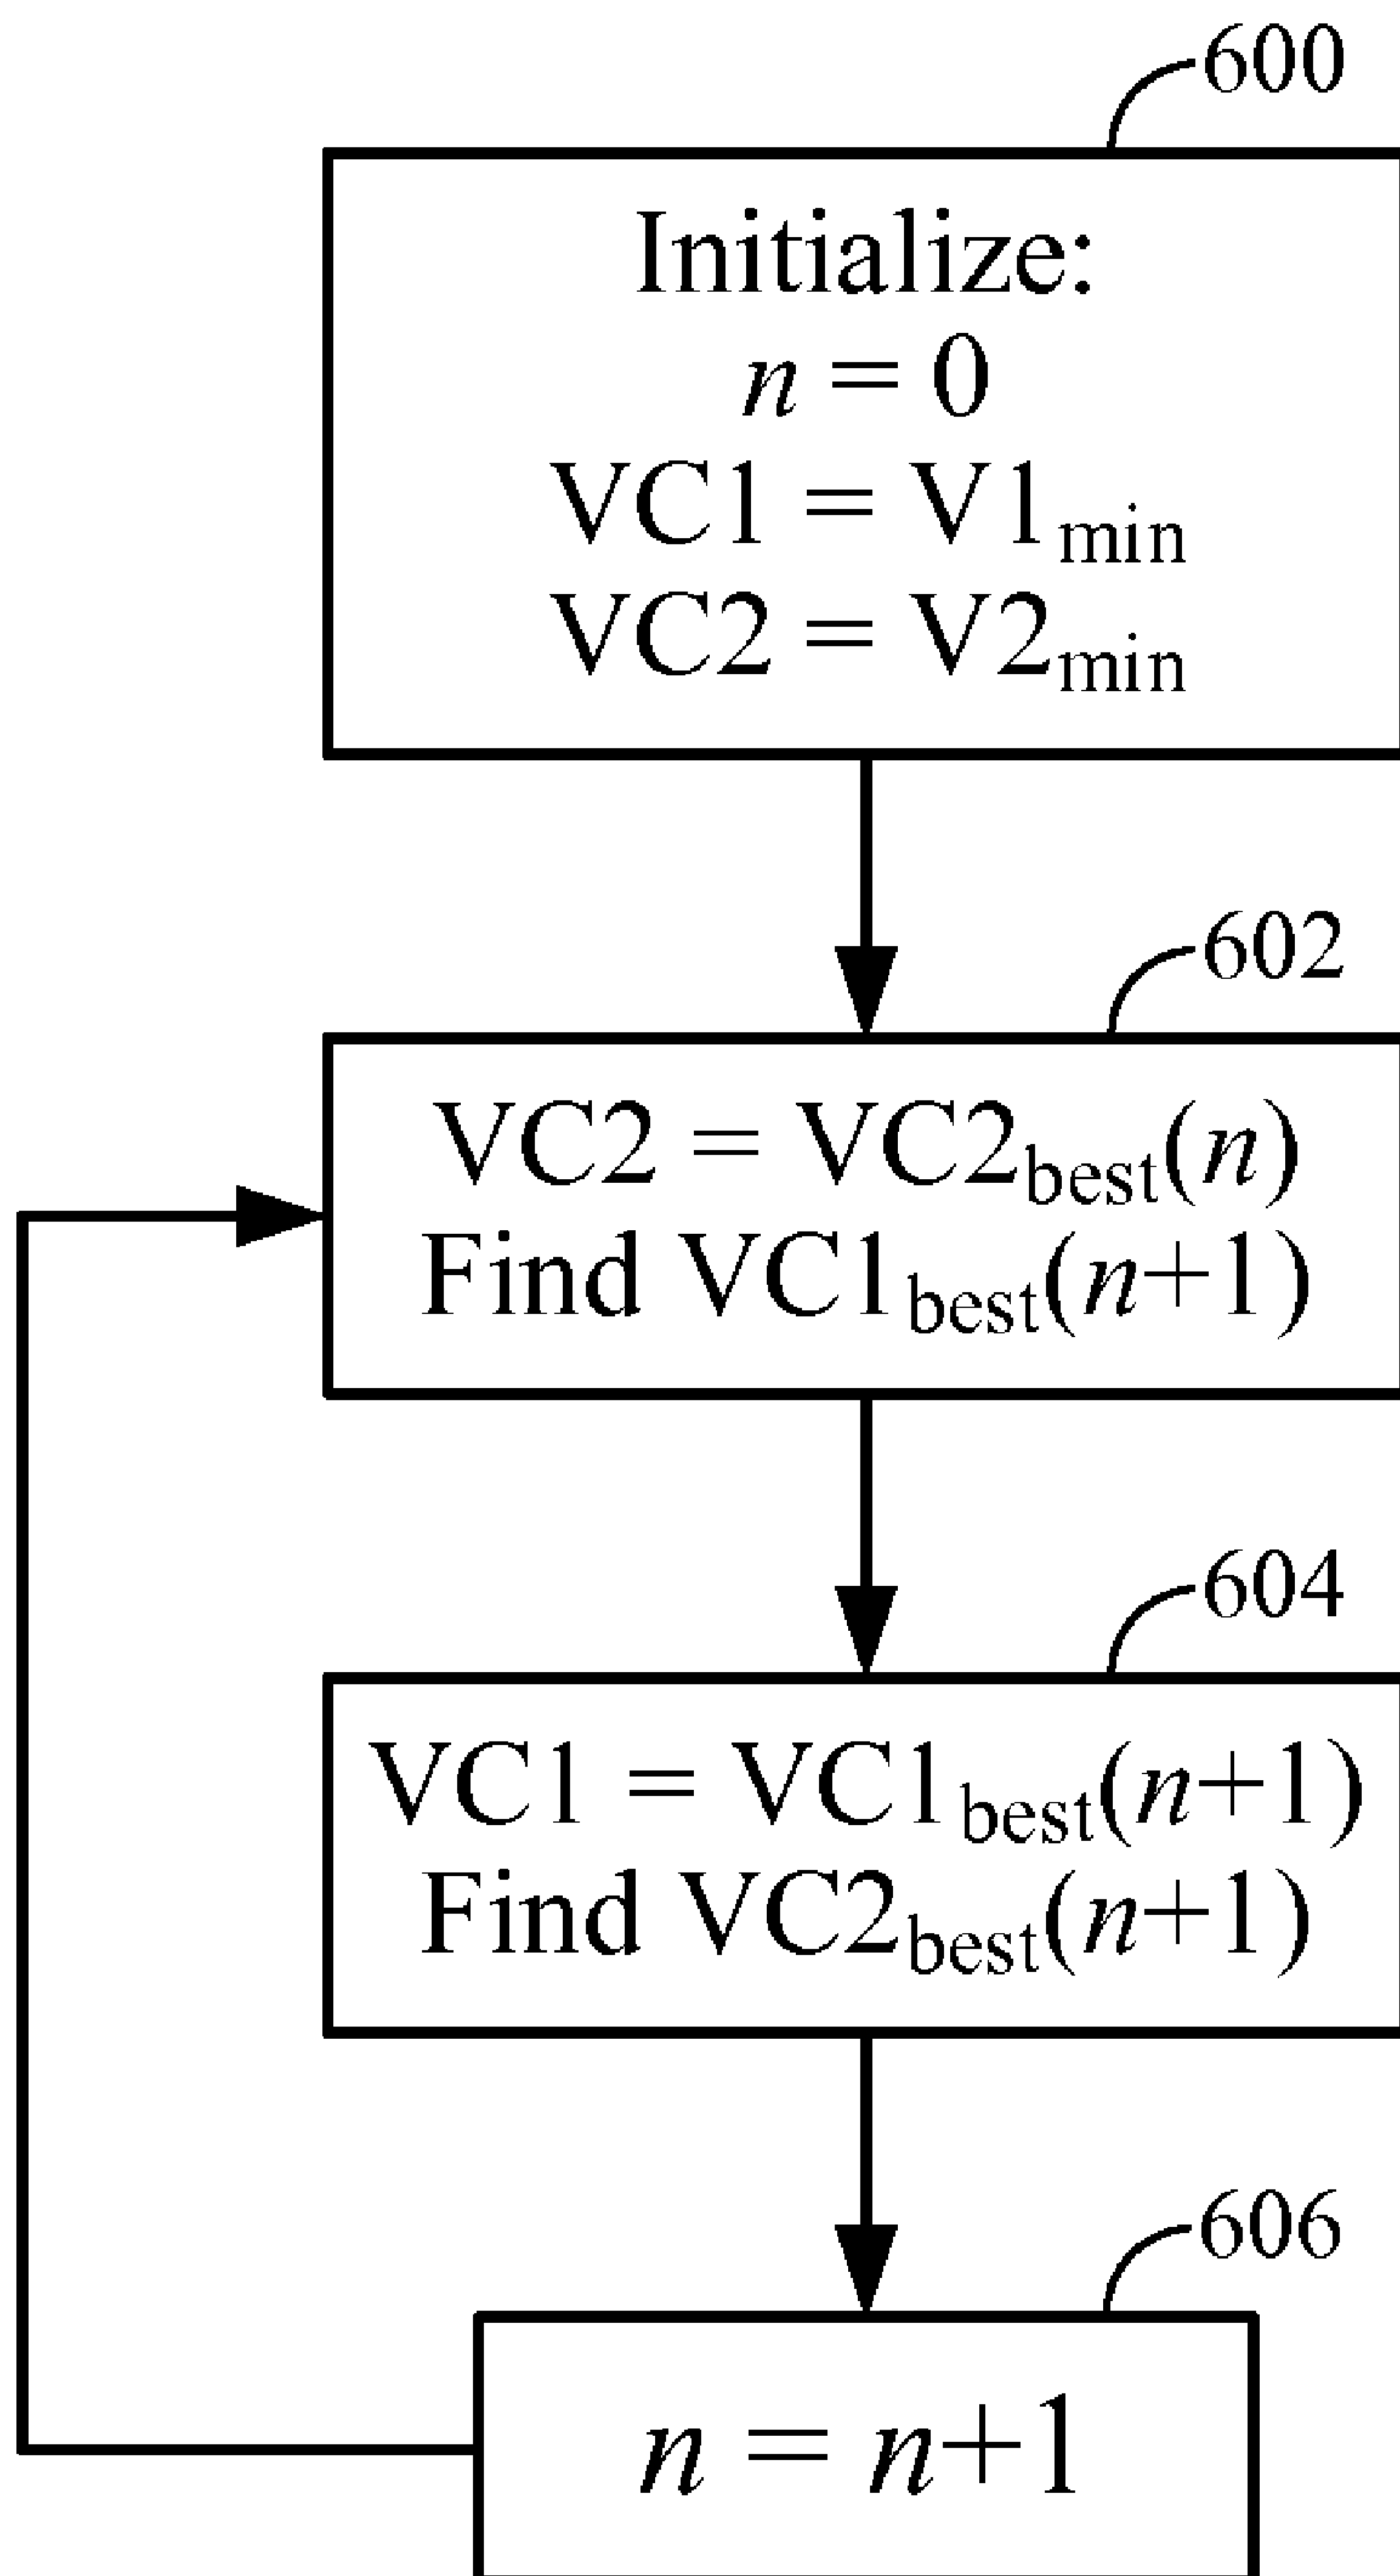 600
Initialize:
n = 0
VC1 = V1min
VC2 = V2min
602
VC2 = VC2best(n)
Find VC1best(n+1)
604
VC1 = VC1best(n+1)
Find VC2best(n+1)
606
n = n+1